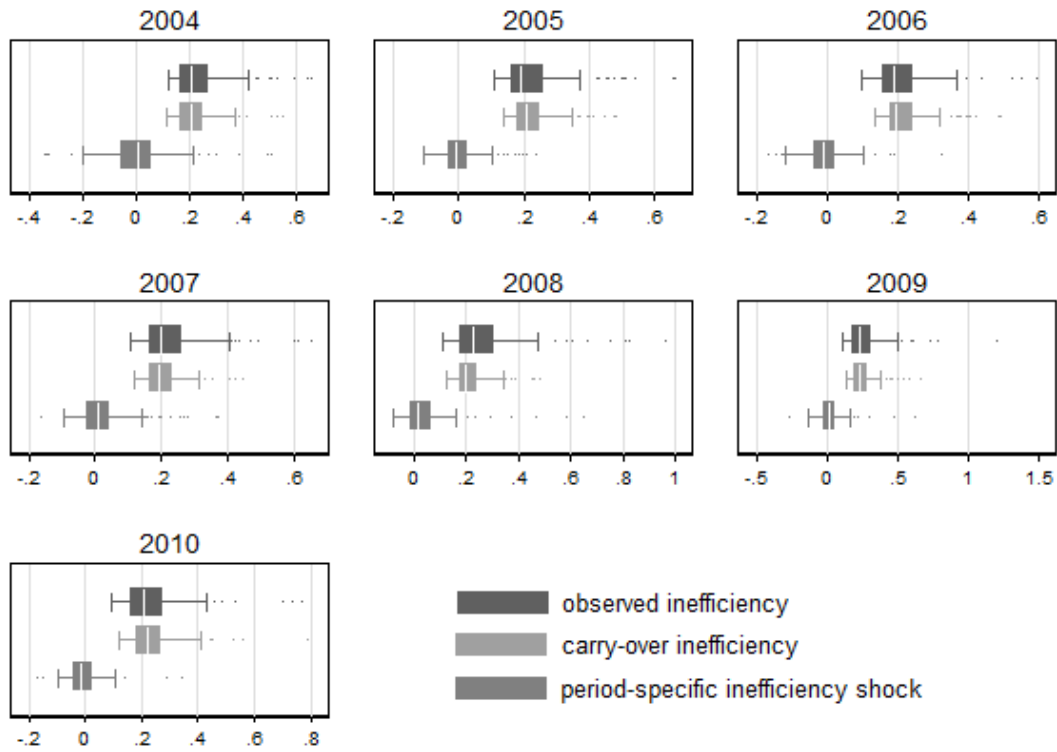 2004 2005 2006
-.4 -.2 0 .2 .4 .6 -.2 0 .2 .4 .6 -.2 0 .2 .4 .6
2007 2008 2009
-.2 0 .2 .4 .6 0 .2 .4 .6 .8 1 -.5 0 .5 1 1.5
2010
observed inefficiency
carry-over inefficiency
period-specific inefficiency shock
-.2 0 .2 .4 .6 .8